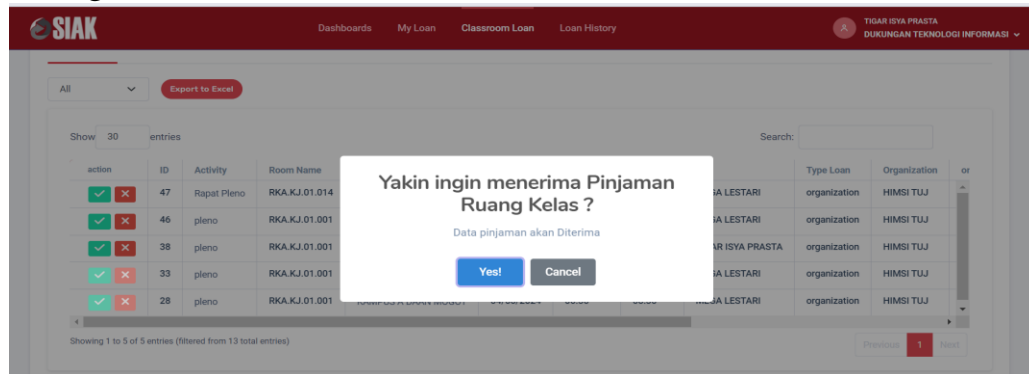 SIAK
Dashboards My Loan Classroom Loan Loan History
TIGAR ISYA PRASTA
DUKUNGAN TEKNOLOGI INFORMASI
All Export to Excel
Show 30 entries Search:
action ID Activity Room Name Type Loan Organization or
47 Rapat Pleno RKA.KJ.01.014 LESTARI organization HIMSI TUJ
46 pleno RKA.KJ.01.001 LESTARI organization HIMSI TUJ
38 pleno RKA.KJ.01.001 ISYA PRASTA organization HIMSI TUJ
33 pleno RKA.KJ.01.001 LESTARI organization HIMSI TUJ
28 pleno RKA.KJ.01.001 LESTARI organization HIMSI TUJ
Yakin ingin menerima Pinjaman
Ruang Kelas ?
Data pinjaman akan Diterima
Yes! Cancel
Showing 1 to 5 of 5 entries (filtered from 13 total entries)
Previous 1 Next